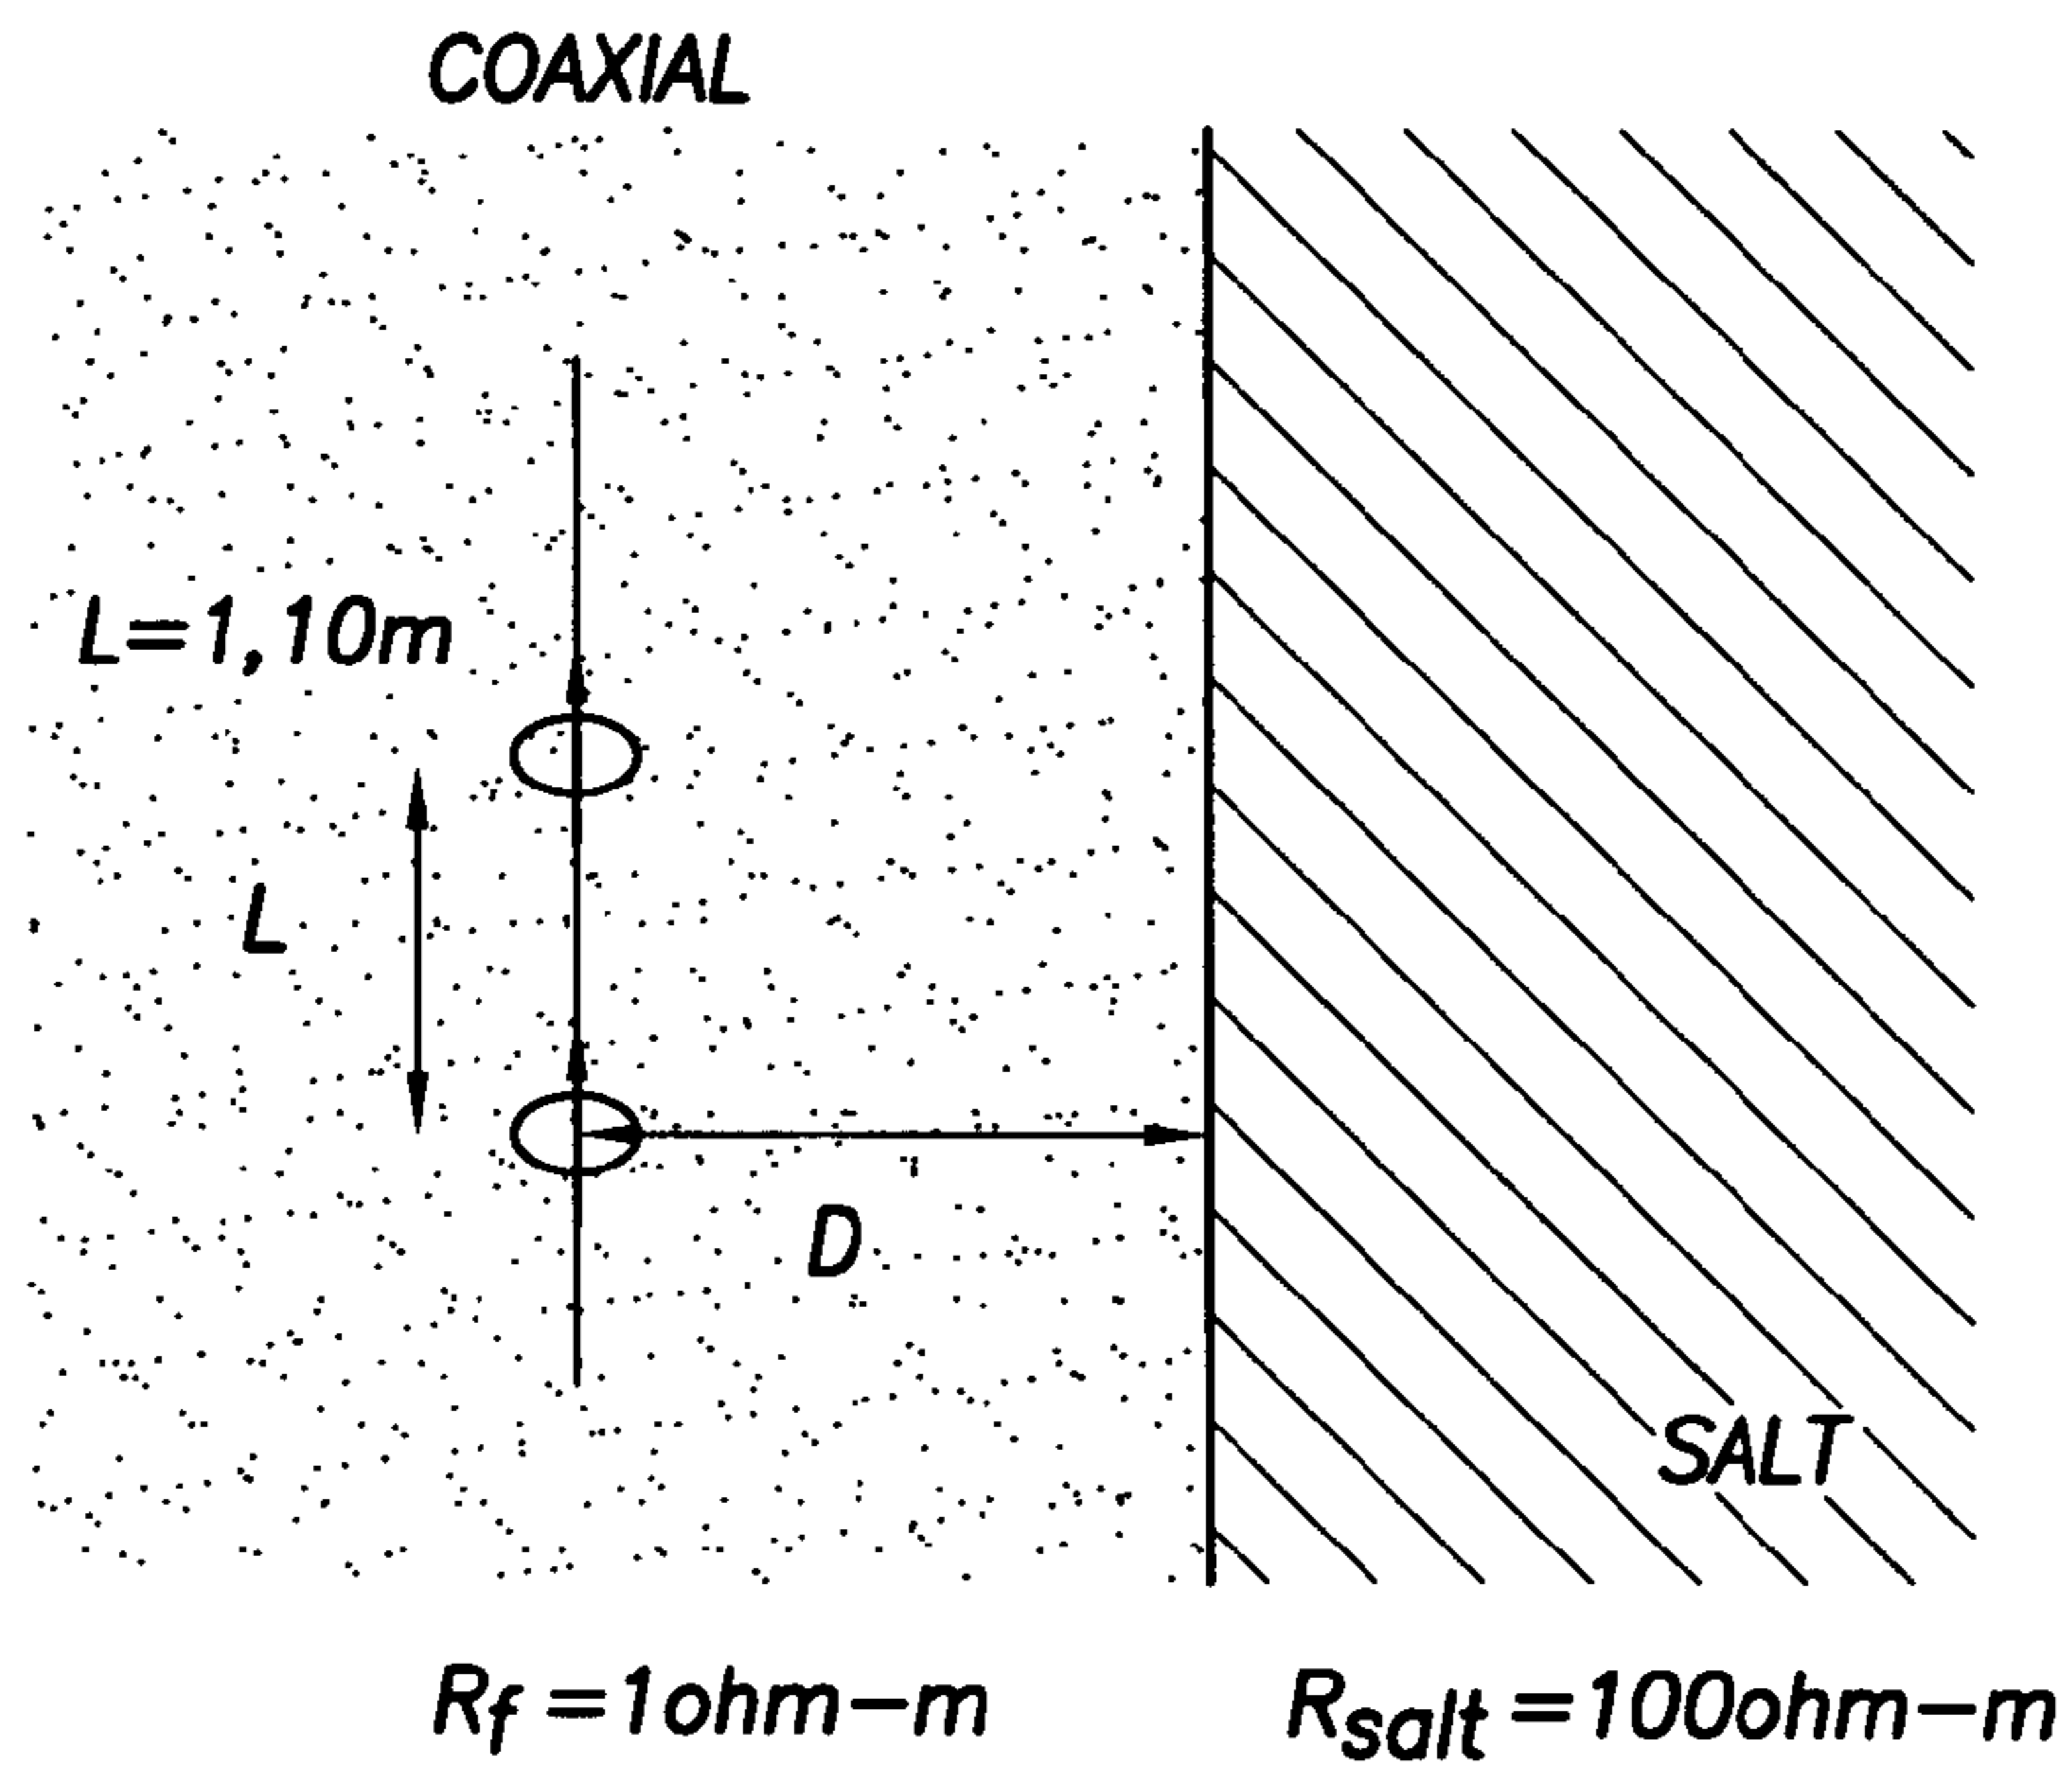 COAXIAL
L=1,10m
L
D
SALT
Rf=1ohm-m
Rsalt=100ohm-m